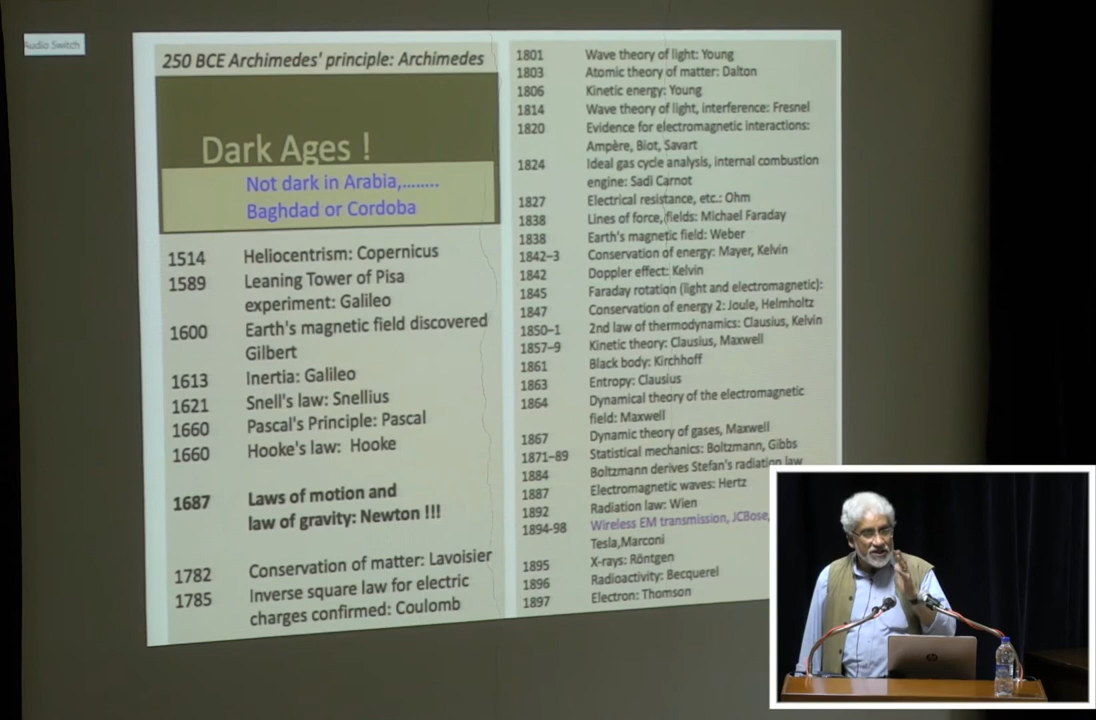 Audio Switch
250 BCE Archimedes' principle: Archimedes
Dark Ages !
Not dark in Arabia,........
Baghdad or Cordoba
1514 Heliocentrism: Copernicus
1589 Leaning Tower of Pisa
experiment: Galileo
1600 Earth's magnetic field discovered
Gilbert
1613 Inertia: Galileo
1621 Snell's law: Snellius
1660 Pascal's Principle: Pascal
1660 Hooke's law: Hooke
1687 Laws of motion and
law of gravity: Newton !!!
1782 Conservation of matter: Lavoisier
1785 Inverse square law for electric
charges confirmed: Coulomb
1801 Wave theory of light: Young
1803 Atomic theory of matter: Dalton
1806 Kinetic energy: Young
1814 Wave theory of light, interference: Fresnel
1820 Evidence for electromagnetic interactions:
Ampère, Biot, Savart
1824 Ideal gas cycle analysis, internal combustion
engine: Sadi Carnot
1827 Electrical resistance, etc.: Ohm
1838 Lines of force, fields: Michael Faraday
1838 Earth's magnetic field: Weber
1842–3 Conservation of energy: Mayer, Kelvin
1842 Doppler effect: Kelvin
1845 Faraday rotation (light and electromagnetic):
1847 Conservation of energy 2: Joule, Helmholtz
1850–1 2nd law of thermodynamics: Clausius, Kelvin
1857–9 Kinetic theory: Clausius, Maxwell
1861 Black body: Kirchhoff
1863 Entropy: Clausius
1864 Dynamical theory of the electromagnetic
field: Maxwell
1867 Dynamic theory of gases, Maxwell
1871–89 Statistical mechanics: Boltzmann, Gibbs
1884 Boltzmann derives Stefan's radiation law
1887 Electromagnetic waves: Hertz
1892 Radiation law: Wien
1894-98 Wireless EM transmission, JCBose,
Tesla,Marconi
1895 X-rays: Röntgen
1896 Radioactivity: Becquerel
1897 Electron: Thomson
hp